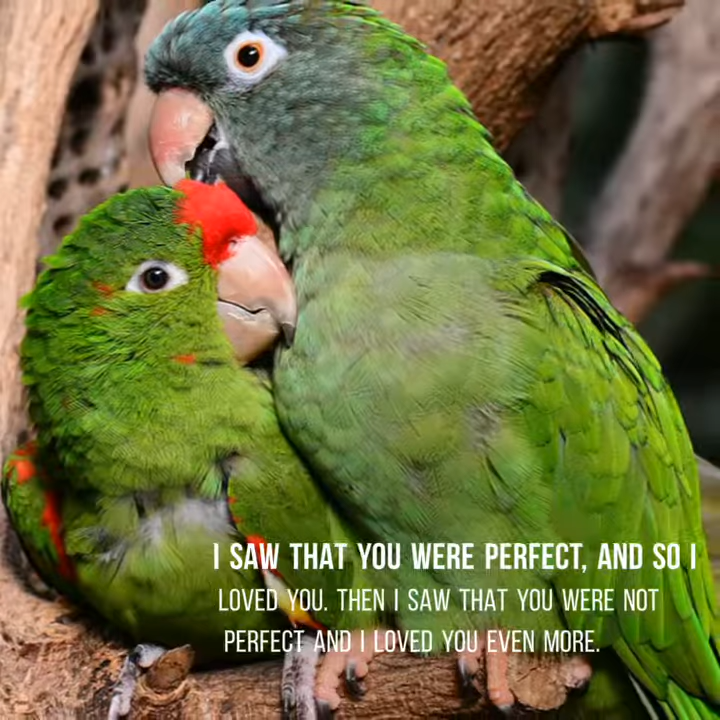 I SAW THAT YOU WERE PERFECT, AND SO I
LOVED YOU. THEN I SAW THAT YOU WERE NOT
PERFECT AND I LOVED YOU EVEN MORE.